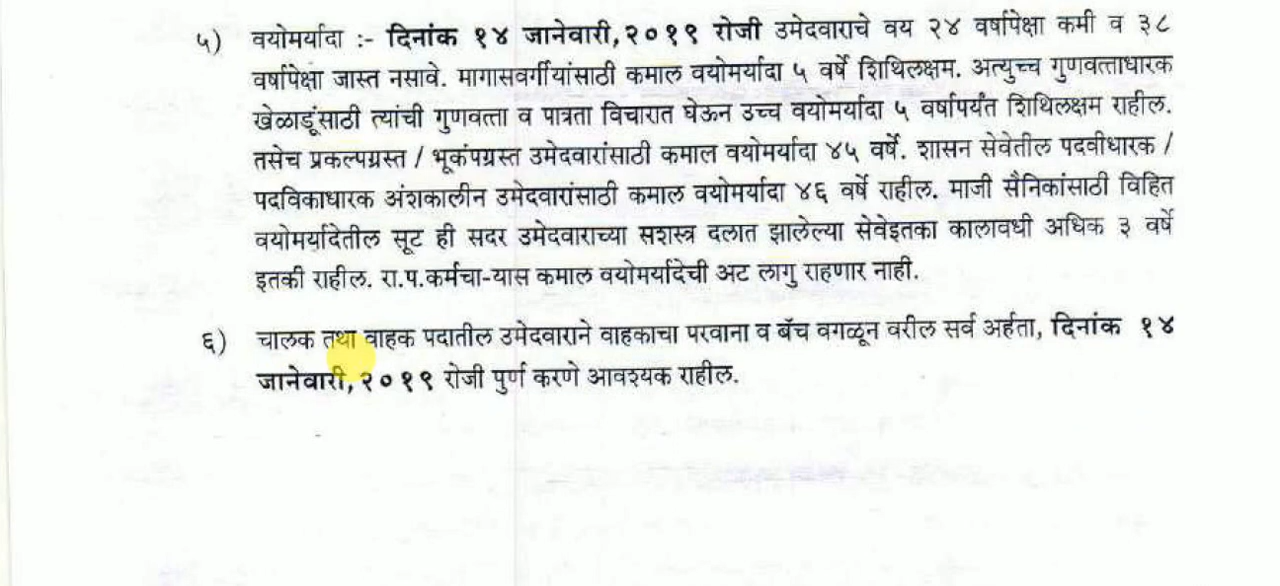 ५) वयोमर्यादा :- दिनांक १४ जानेवारी,२०१९ रोजी उमेदवाराचे वय २४ वर्षापेक्षा कमी व ३८
वर्षापेक्षा जास्त नसावे. मागासवर्गीयांसाठी कमाल वयोमर्यादा ५ वर्षे शिथिलक्षम. अत्युच्च गुणवत्ताधारक
खेळाडूंसाठी त्यांची गुणवत्ता व पात्रता विचारात घेऊन उच्च वयोमर्यादा ५ वर्षापर्यंत शिथिलक्षम राहील.
तसेच प्रकल्पग्रस्त / भूकंपग्रस्त उमेदवारांसाठी कमाल वयोमर्यादा ४५ वर्षे. शासन सेवेतील पदवीधारक /
पदविकाधारक अंशकालीन उमेदवारांसाठी कमाल वयोमर्यादा ४६ वर्षे राहील. माजी सैनिकांसाठी विहित
वयोमर्यादेतील सूट ही सदर उमेदवाराच्या सशस्त्र दलात झालेल्या सेवेइतका कालावधी अधिक ३ वर्षे
इतकी राहील. रा.प.कर्मचा-यास कमाल वयोमर्यादेची अट लागु राहणार नाही.
६) चालक तथा वाहक पदातील उमेदवाराने वाहकाचा परवाना व बॅच वगळून वरील सर्व अर्हता, दिनांक १४
जानेवारी,२०१९ रोजी पुर्ण करणे आवश्यक राहील.